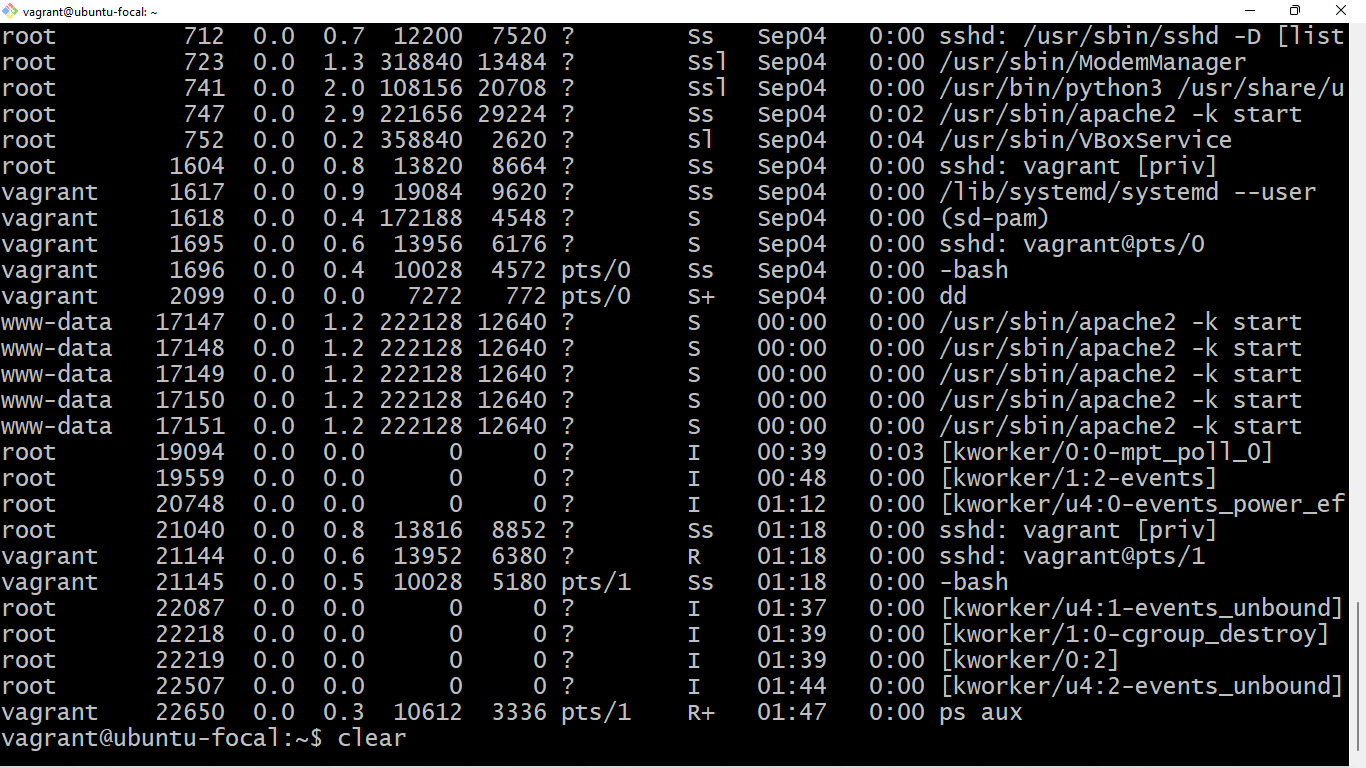 vagrant@ubuntu-focal: ~
root 712 0.0 0.7 12200 7520 ? Ss Sep04 0:00 sshd: /usr/sbin/sshd -D [list
root 723 0.0 1.3 318840 13484 ? Ssl Sep04 0:00 /usr/sbin/ModemManager
root 741 0.0 2.0 108156 20708 ? Ssl Sep04 0:00 /usr/bin/python3 /usr/share/u
root 747 0.0 2.9 221656 29224 ? Ss Sep04 0:02 /usr/sbin/apache2 -k start
root 752 0.0 0.2 358840 2620 ? Sl Sep04 0:04 /usr/sbin/VBoxService
root 1604 0.0 0.8 13820 8664 ? Ss Sep04 0:00 sshd: vagrant [priv]
vagrant 1617 0.0 0.9 19084 9620 ? Ss Sep04 0:00 /lib/systemd/systemd --user
vagrant 1618 0.0 0.4 172188 4548 ? S Sep04 0:00 (sd-pam)
vagrant 1695 0.0 0.6 13956 6176 ? S Sep04 0:00 sshd: vagrant@pts/0
vagrant 1696 0.0 0.4 10028 4572 pts/0 Ss Sep04 0:00 -bash
vagrant 2099 0.0 0.0 7272 772 pts/0 S+ Sep04 0:00 dd
www-data 17147 0.0 1.2 222128 12640 ? S 00:00 0:00 /usr/sbin/apache2 -k start
www-data 17148 0.0 1.2 222128 12640 ? S 00:00 0:00 /usr/sbin/apache2 -k start
www-data 17149 0.0 1.2 222128 12640 ? S 00:00 0:00 /usr/sbin/apache2 -k start
www-data 17150 0.0 1.2 222128 12640 ? S 00:00 0:00 /usr/sbin/apache2 -k start
www-data 17151 0.0 1.2 222128 12640 ? S 00:00 0:00 /usr/sbin/apache2 -k start
root 19094 0.0 0.0 0 0 ? I 00:39 0:03 [kworker/0:0-mpt_poll_0]
root 19559 0.0 0.0 0 0 ? I 00:48 0:00 [kworker/1:2-events]
root 20748 0.0 0.0 0 0 ? I 01:12 0:00 [kworker/u4:0-events_power_ef
root 21040 0.0 0.8 13816 8852 ? Ss 01:18 0:00 sshd: vagrant [priv]
vagrant 21144 0.0 0.6 13952 6380 ? R 01:18 0:00 sshd: vagrant@pts/1
vagrant 21145 0.0 0.5 10028 5180 pts/1 Ss 01:18 0:00 -bash
root 22087 0.0 0.0 0 0 ? I 01:37 0:00 [kworker/u4:1-events_unbound]
root 22218 0.0 0.0 0 0 ? I 01:39 0:00 [kworker/1:0-cgroup_destroy]
root 22219 0.0 0.0 0 0 ? I 01:39 0:00 [kworker/0:2]
root 22507 0.0 0.0 0 0 ? I 01:44 0:00 [kworker/u4:2-events_unbound]
vagrant 22650 0.0 0.3 10612 3336 pts/1 R+ 01:47 0:00 ps aux
vagrant@ubuntu-focal:~$ clear